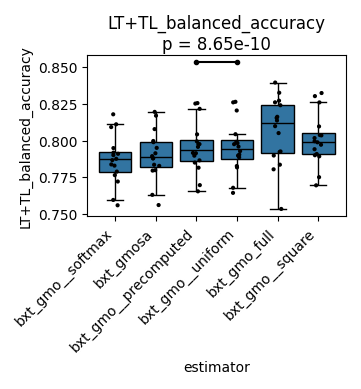 LT+TL_balanced_accuracy
p = 8.65e-10
LT+TL_balanced_accuracy
0.850
0.825
0.800
0.775
0.750
bxt_gmo__softmax
bxt_gmosa
bxt_gmo__precomputed
bxt_gmo__uniform
bxt_gmo_full
bxt_gmo__square
estimator